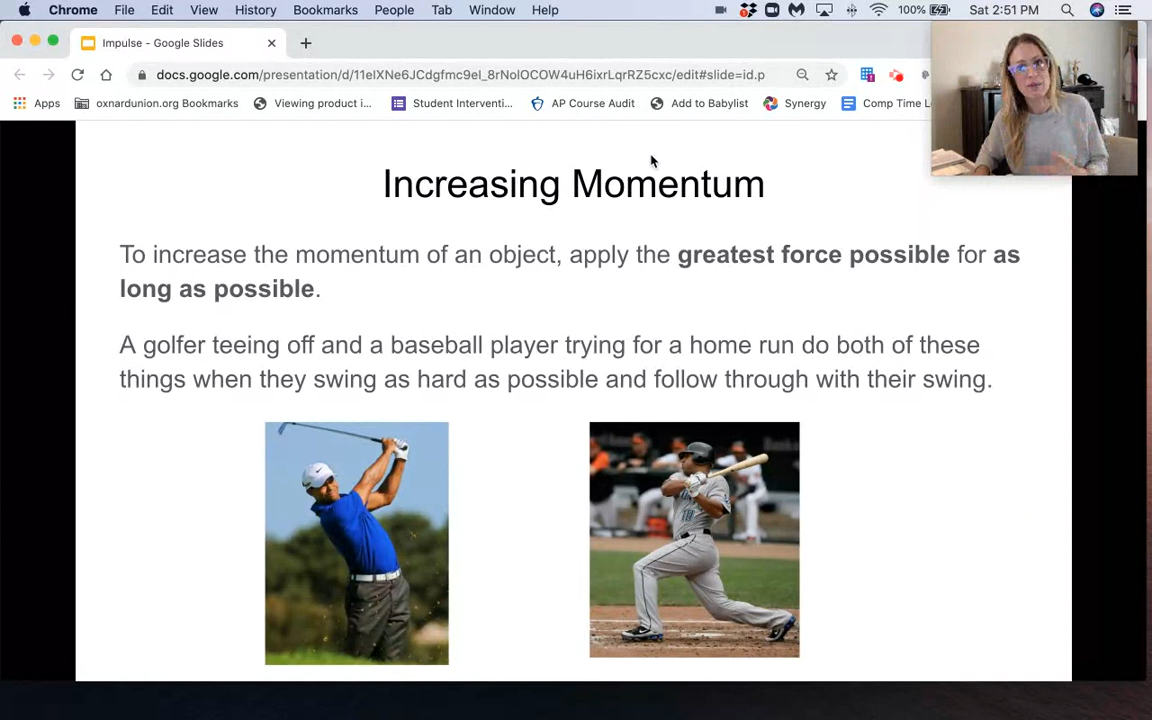 Chrome File Edit View History Bookmarks People Tab Window Help 100% Sat 2:51 PM
Impulse - Google Slides
docs.google.com/presentation/d/11elXNe6JCdgfmc9el_8rNolOCOW4uH6ixrLqrRZ5cxc/edit#slide=id.p
Apps oxnardunion.org Bookmarks Viewing product i... Student Interventi... AP Course Audit Add to Babylist Synergy Comp Time L
Increasing Momentum
To increase the momentum of an object, apply the greatest force possible for as
long as possible.
A golfer teeing off and a baseball player trying for a home run do both of these
things when they swing as hard as possible and follow through with their swing.